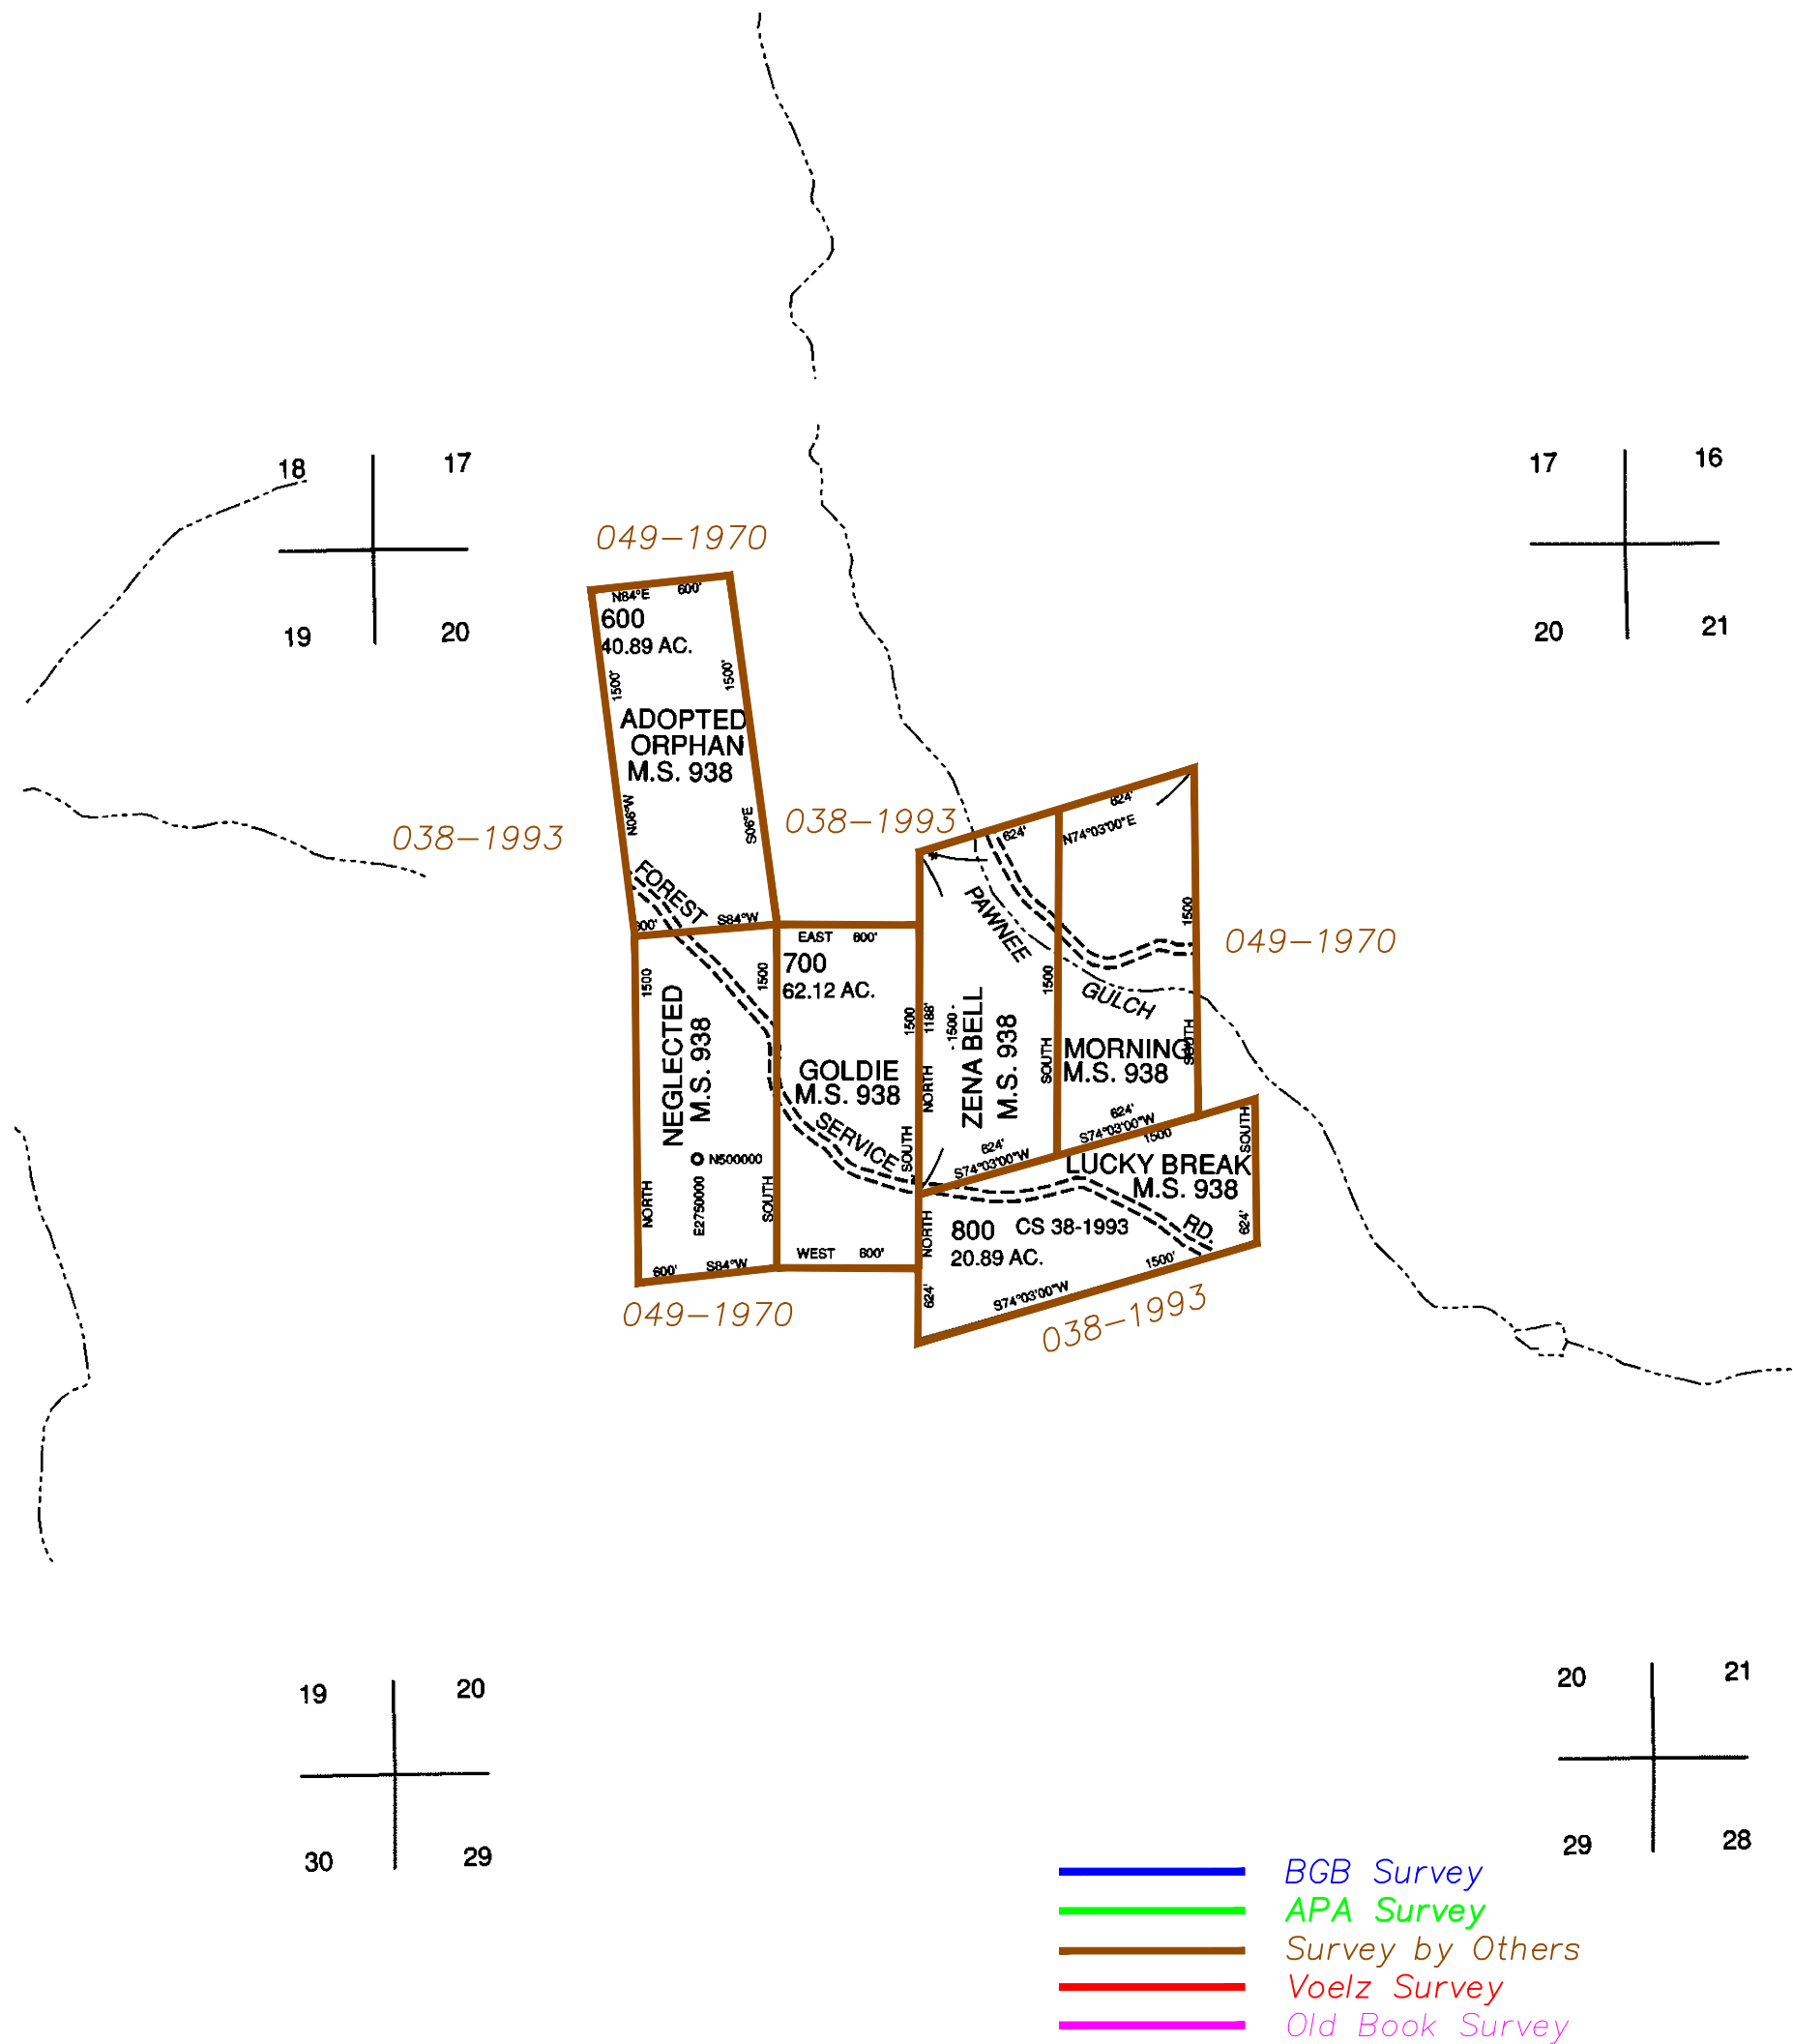 18 17
19 20
17 16
20 21
049-1970
N84°E 600'
600
40.89 AC.
1500'
1500'
ADOPTED
ORPHAN
M.S. 938
N06°W
S06°E
038-1993
038-1993
FOREST
600' S84°W
624'
624'
N74°03'00"E
1500
049-1970
EAST 600'
700
62.12 AC.
1500
1500
NEGLECTED
M.S. 938
N500000
E2750000
NORTH
SOUTH
600' S84°W
049-1970
GOLDIE
M.S. 938
SERVICE
WEST 600'
1500
SOUTH
1188'
NORTH
- 1500 -
ZENA BELL
M.S. 938
PAWNEE
GULCH
1500
SOUTH
MORNING
M.S. 938
SOUTH
624'
S74°03'00"W
624'
S74°03'00"W
1500
SOUTH
LUCKY BREAK
M.S. 938
800 CS 38-1993
20.89 AC.
RD
624'
NORTH
624'
S74°03'00"W 1500'
038-1993
19 20
30 29
20 21
29 28
BGB Survey
APA Survey
Survey by Others
Voelz Survey
Old Book Survey